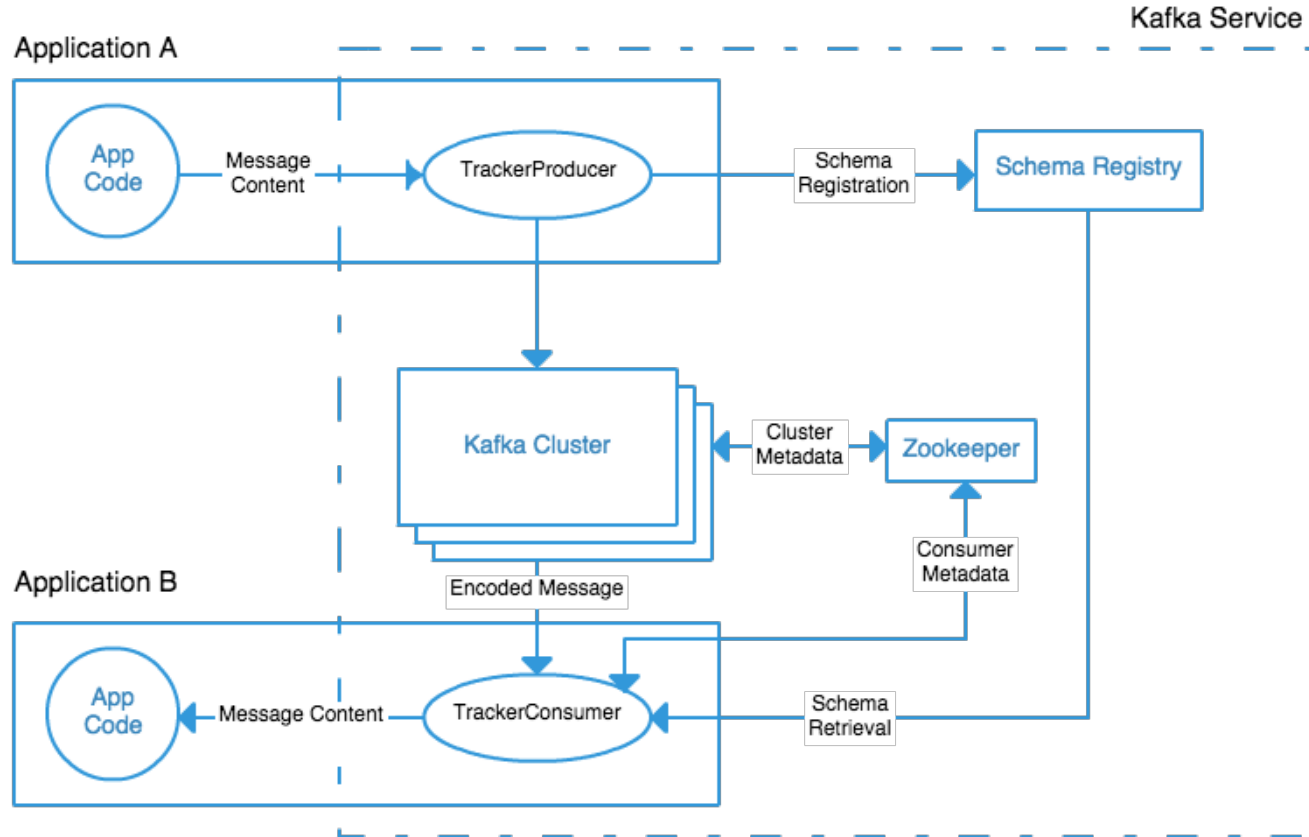 Kafka Service
Application A
App
Code
Message
Content
TrackerProducer
Schema
Registration
Schema Registry
Kafka Cluster
Cluster
Metadata
Zookeeper
Consumer
Metadata
Encoded Message
Application B
App
Code
Message Content
TrackerConsumer
Schema
Retrieval